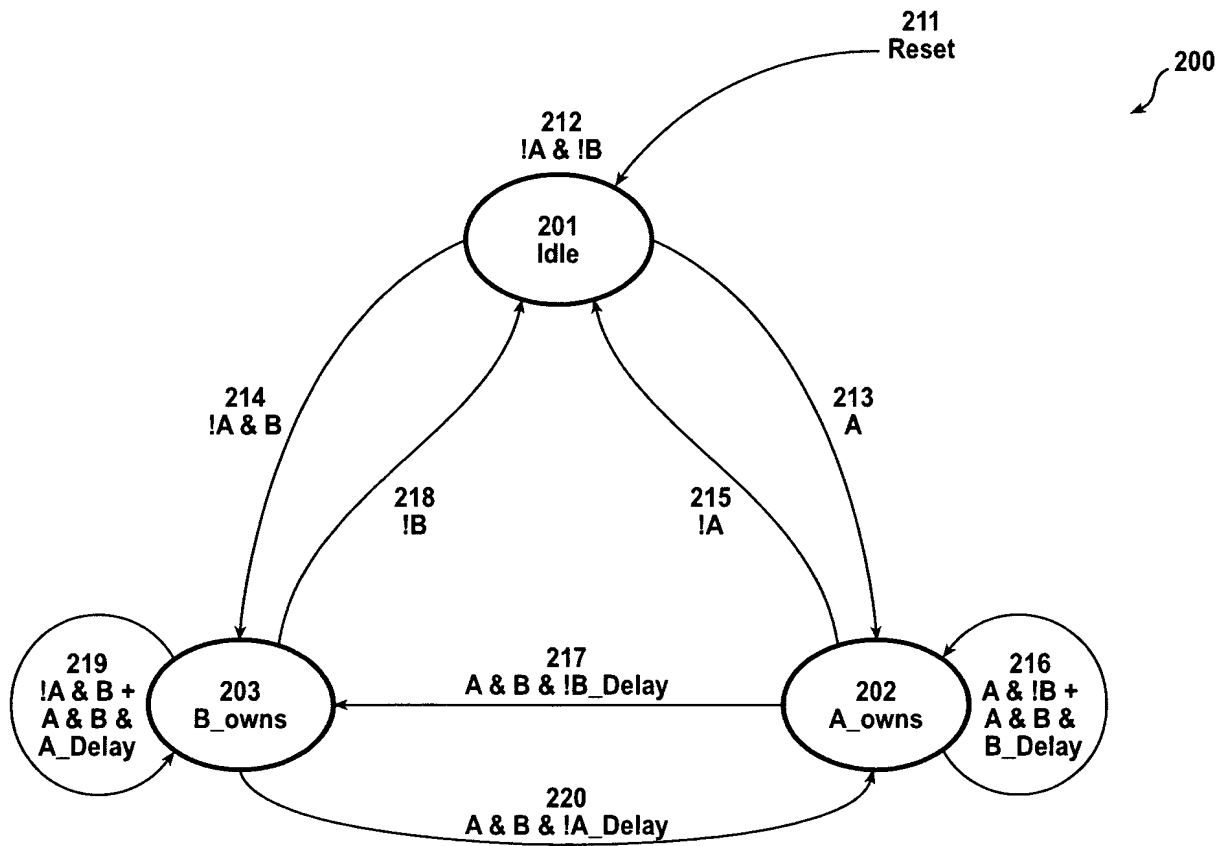 211
Reset
200
212
!A & !B
201
Idle
214
!A & B
213
A
218
!B
215
!A
219
!A & B +
A & B &
A_Delay
203
B_owns
217
A & B & !B_Delay
202
A_owns
216
A & !B +
A & B &
B_Delay
220
A & B & !A_Delay